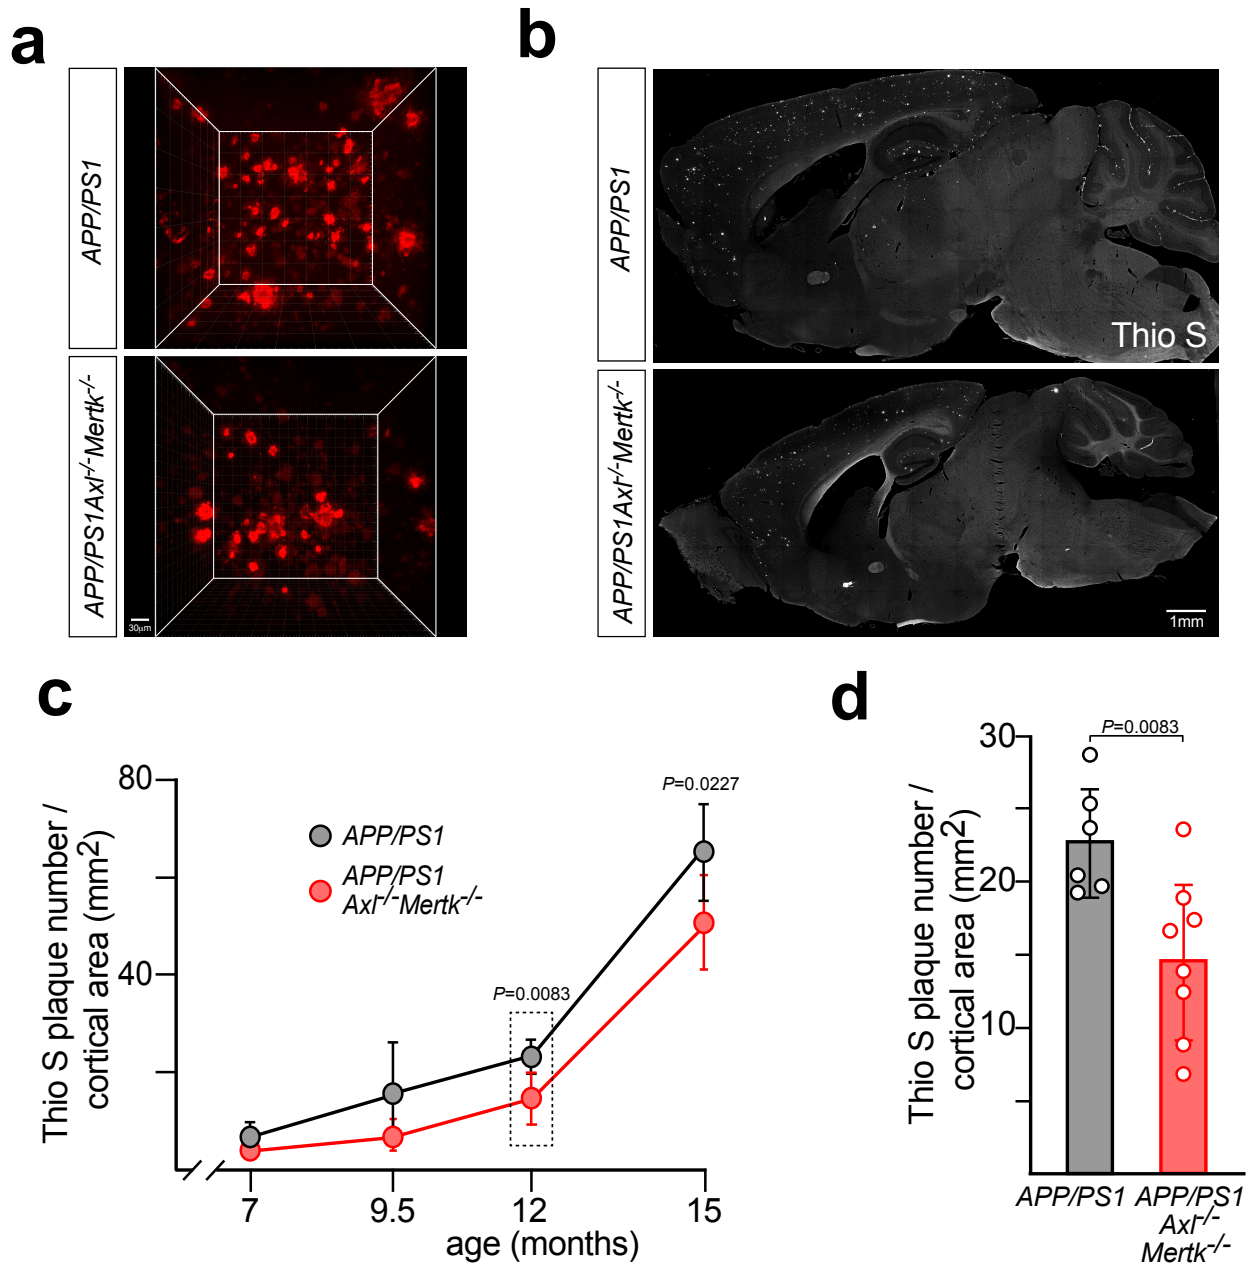 a
b
APP/PS1
APP/PS1Axl-/-Mertk-/-
30µm
APP/PS1
APP/PS1Axl-/-Mertk-/-
Thio S
1mm
c
Thio S plaque number /
cortical area (mm2)
80
40
APP/PS1
APP/PS1
Axl-/-Mertk-/-
P=0.0083
P=0.0227
7
9.5
12
15
age (months)
d
Thio S plaque number /
cortical area (mm2)
30
20
10
P=0.0083
APP/PS1
APP/PS1
Axl-/-
Mertk-/-